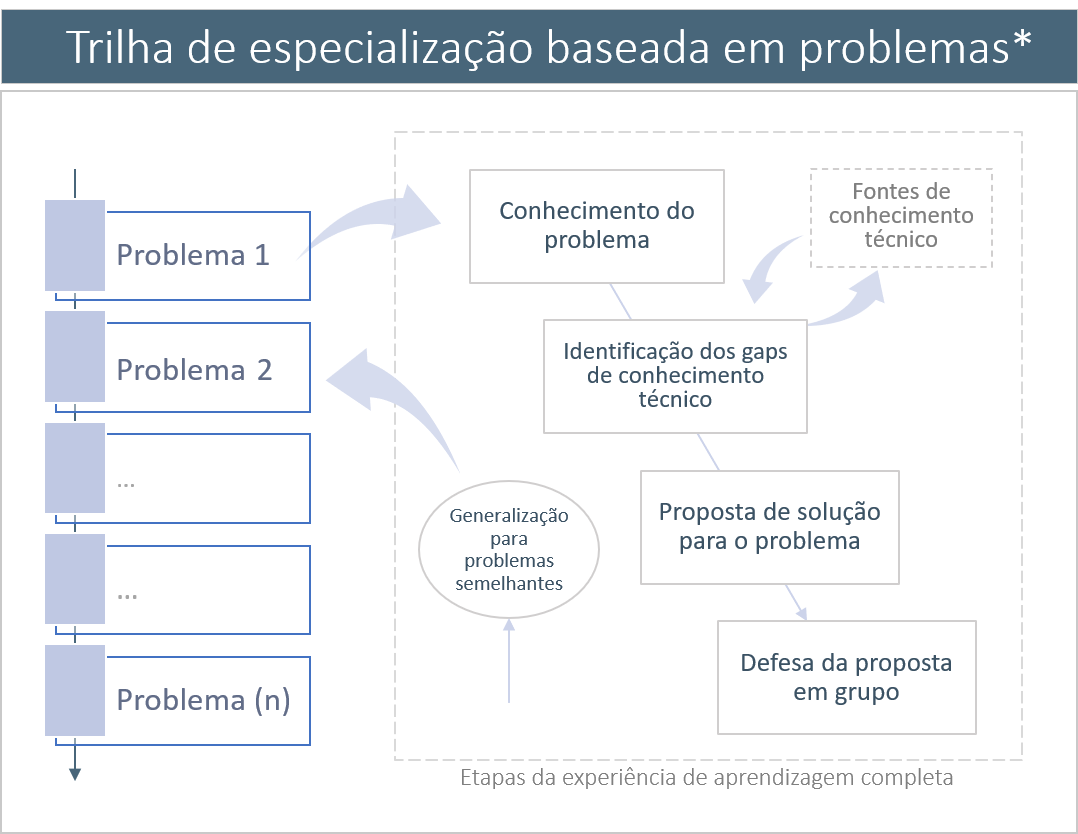 Trilha de especialização baseada em problemas*
Problema 1
Problema 2
...
...
Problema (n)
Conhecimento do
problema
Fontes de
conhecimento
técnico
Identificação dos gaps
de conhecimento
técnico
Proposta de solução
para o problema
Generalização
para
problemas
semelhantes
Defesa da proposta
em grupo
Etapas da experiência de aprendizagem completa